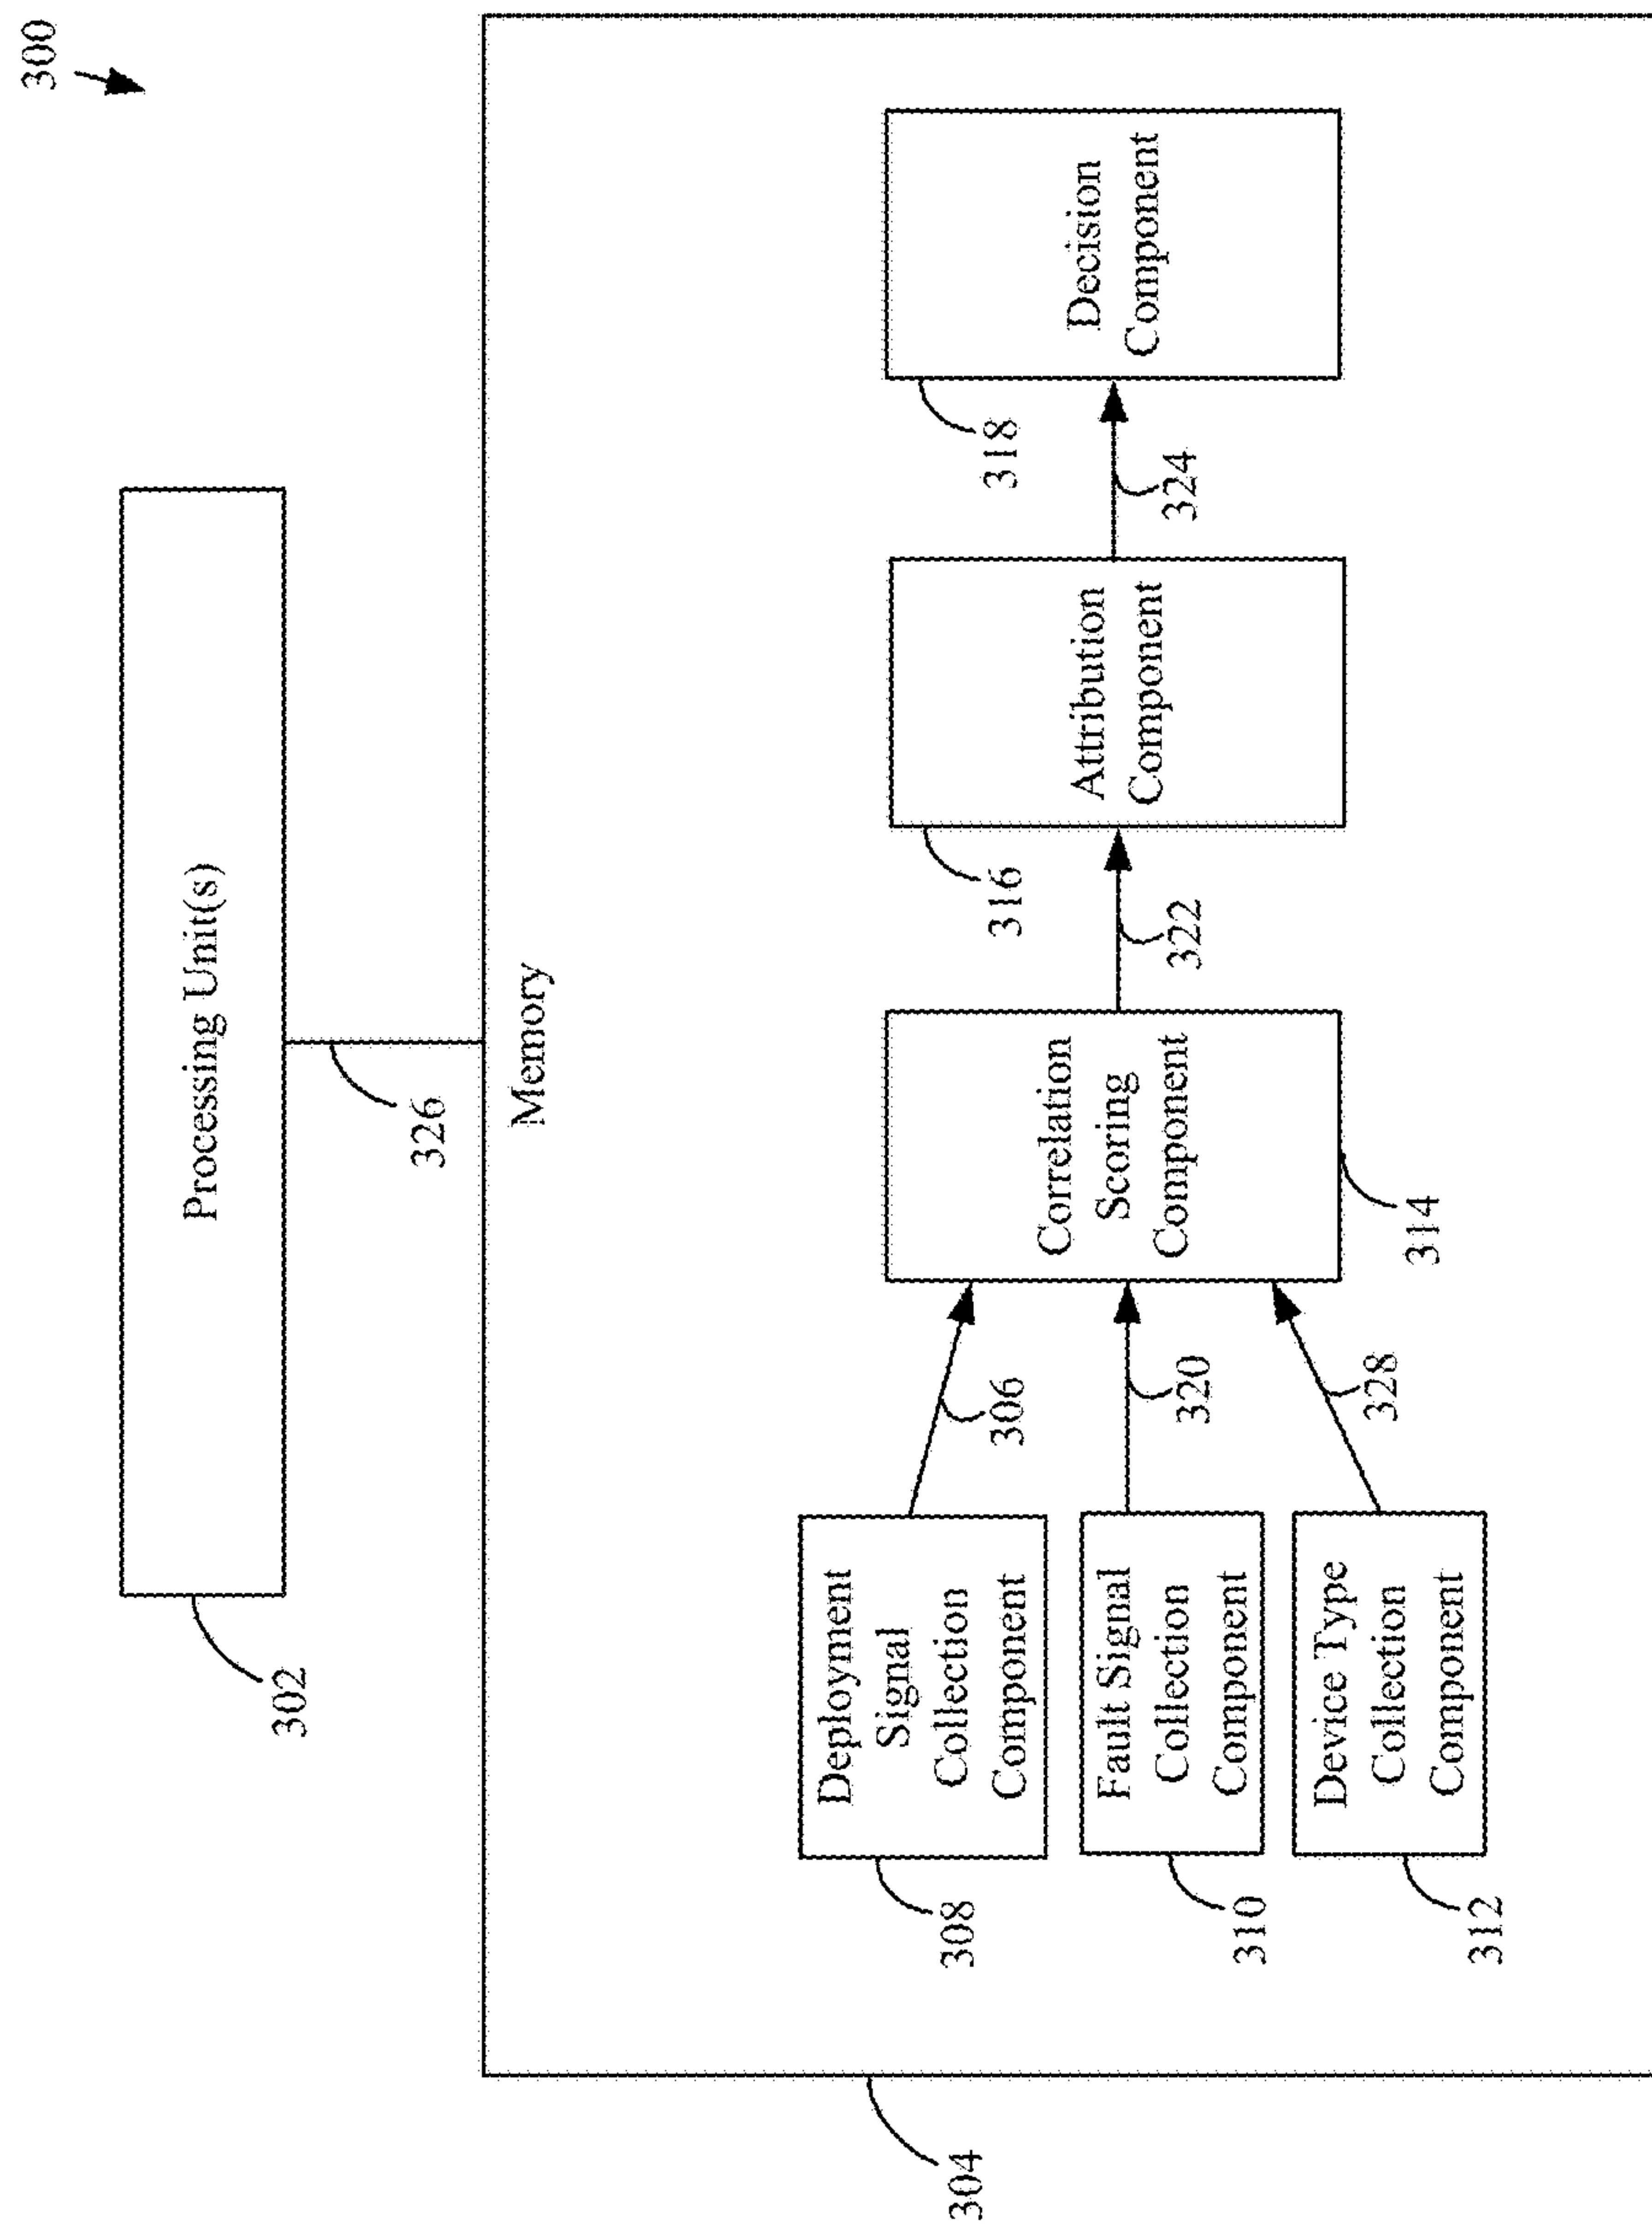 300
Processing Unit(s)
302
326
Memory
304
Deployment
Signal
Collection
Component
308
306
Fault Signal
Collection
Component
310
320
Device Type
Collection
Component
312
328
Correlation
Scoring
Component
314
322
Attribution
Component
316
324
Decision
Component
318